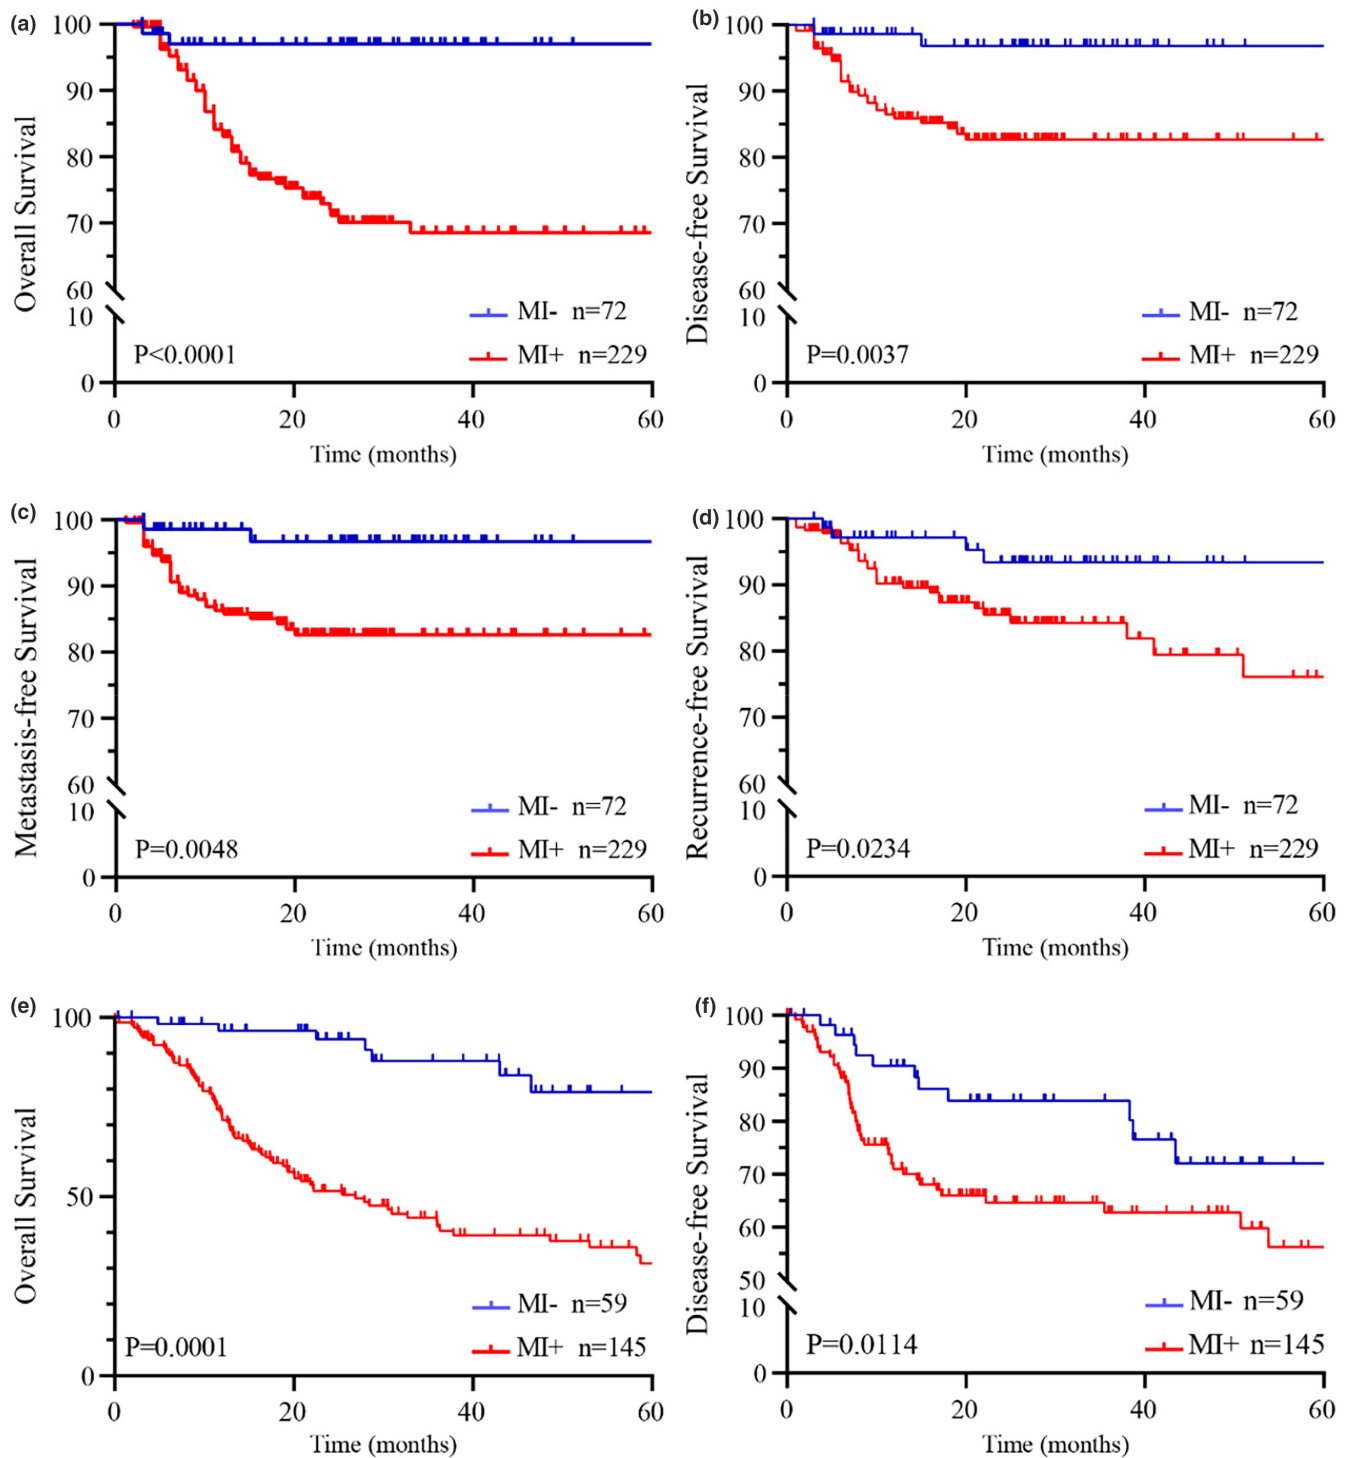 (a)
100
90
80
70
60
10
0
Overall Survival
MI- n=72
MI+ n=229
P<0.0001
0 20 40 60
Time (months)
(b)
100
90
80
70
60
10
0
Disease-free Survival
MI- n=72
MI+ n=229
P=0.0037
0 20 40 60
Time (months)
(c)
100
90
80
70
60
10
0
Metastasis-free Survival
MI- n=72
MI+ n=229
P=0.0048
0 20 40 60
Time (months)
(d)
100
90
80
70
60
10
0
Recurrence-free Survival
MI- n=72
MI+ n=229
P=0.0234
0 20 40 60
Time (months)
(e)
100
50
0
Overall Survival
MI- n=59
MI+ n=145
P=0.0001
0 20 40 60
Time (months)
(f)
100
90
80
70
60
50
10
0
Disease-free Survival
MI- n=59
MI+ n=145
P=0.0114
0 20 40 60
Time (months)